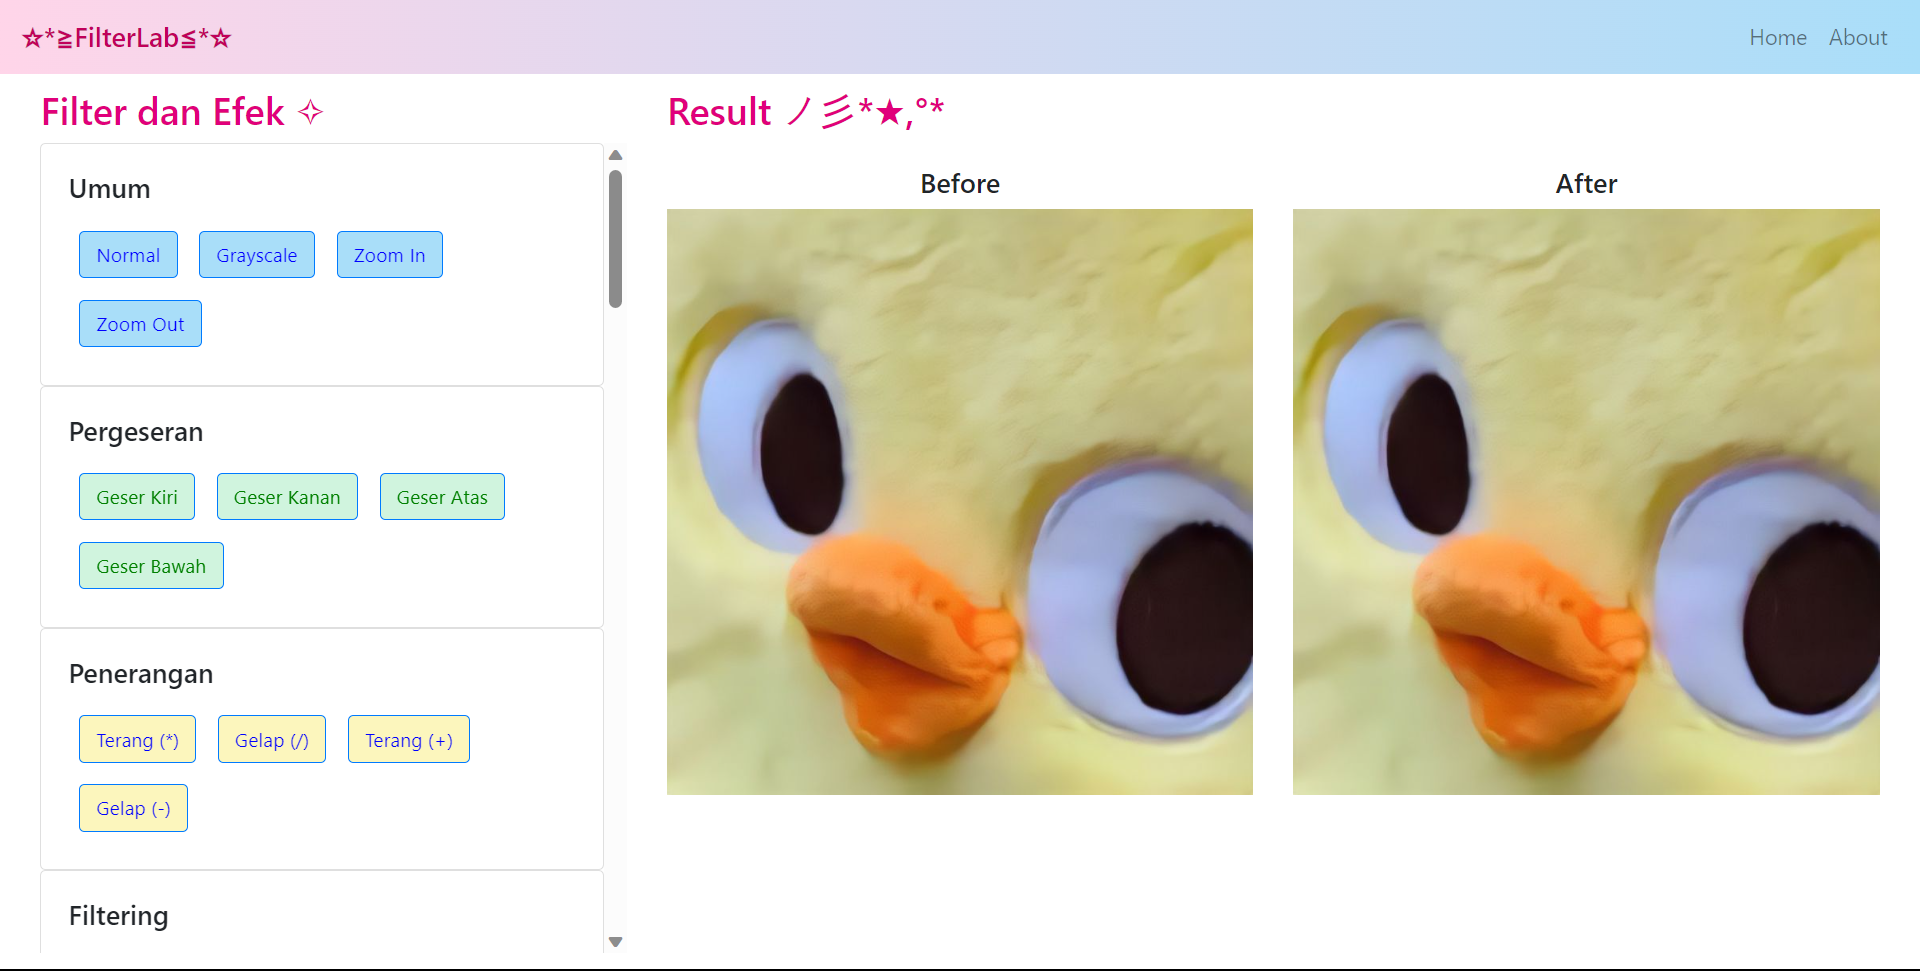 ☆*≧FilterLab≦*☆
Home About
Filter dan Efek ✧
Umum
Normal Grayscale Zoom In
Zoom Out
Pergeseran
Geser Kiri Geser Kanan Geser Atas
Geser Bawah
Penerangan
Terang (*) Gelap (/) Terang (+)
Gelap (-)
Filtering
Result ノ彡*★,°*
Before
After